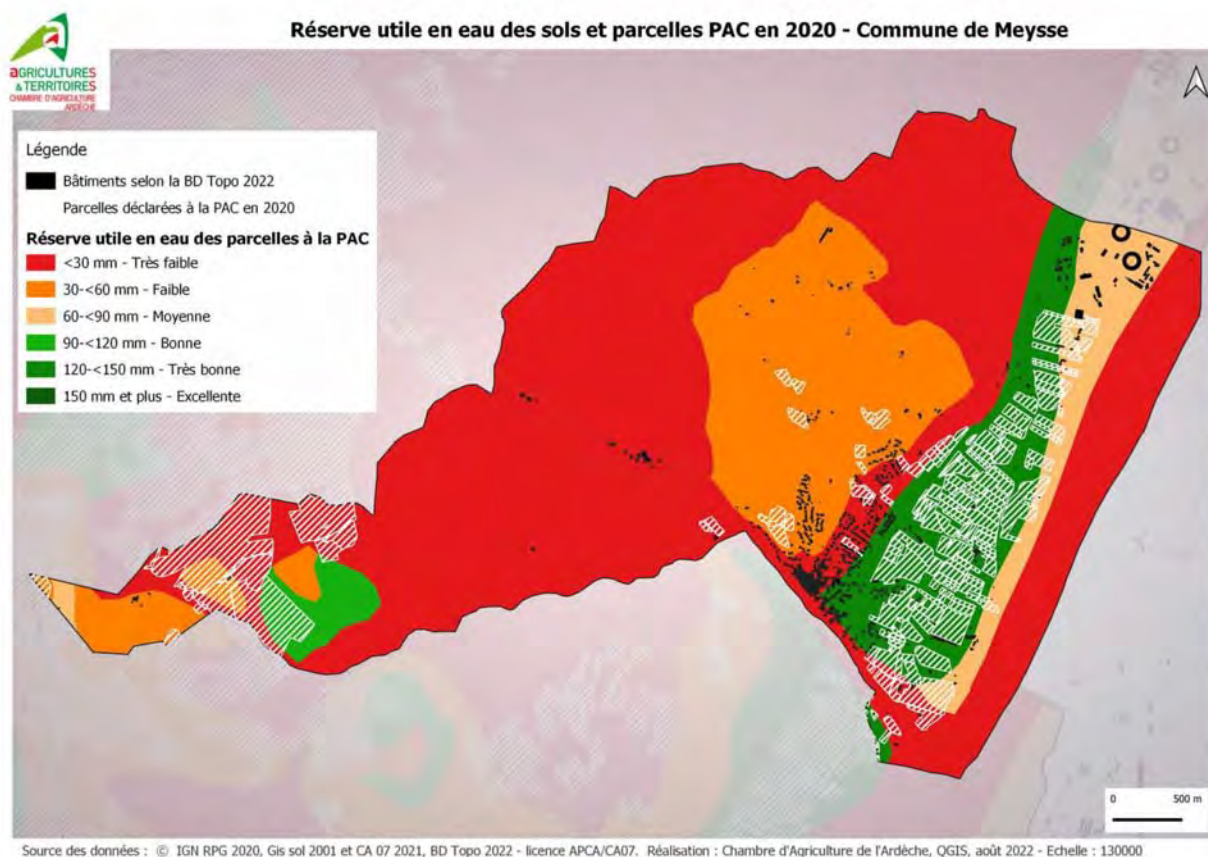 Réserve utile en eau des sols et parcelles PAC en 2020 - Commune de Meysse
aGRICULTURES
& TERRITOIRES
CHAMBRE D'AGRICULTURE
ARDÈCHE
Légende
Bâtiments selon la BD Topo 2022
Parcelles déclarées à la PAC en 2020
Réserve utile en eau des parcelles à la PAC
<30 mm - Très faible
30-<60 mm - Faible
60-<90 mm - Moyenne
90-<120 mm - Bonne
120-<150 mm - Très bonne
150 mm et plus - Excellente
0 500 m
Source des données : © IGN RPG 2020, Gis sol 2001 et CA 07 2021, BD Topo 2022 - licence APCA/CA07. Réalisation : Chambre d'Agriculture de l'Ardèche, QGIS, août 2022 - Echelle : 130000